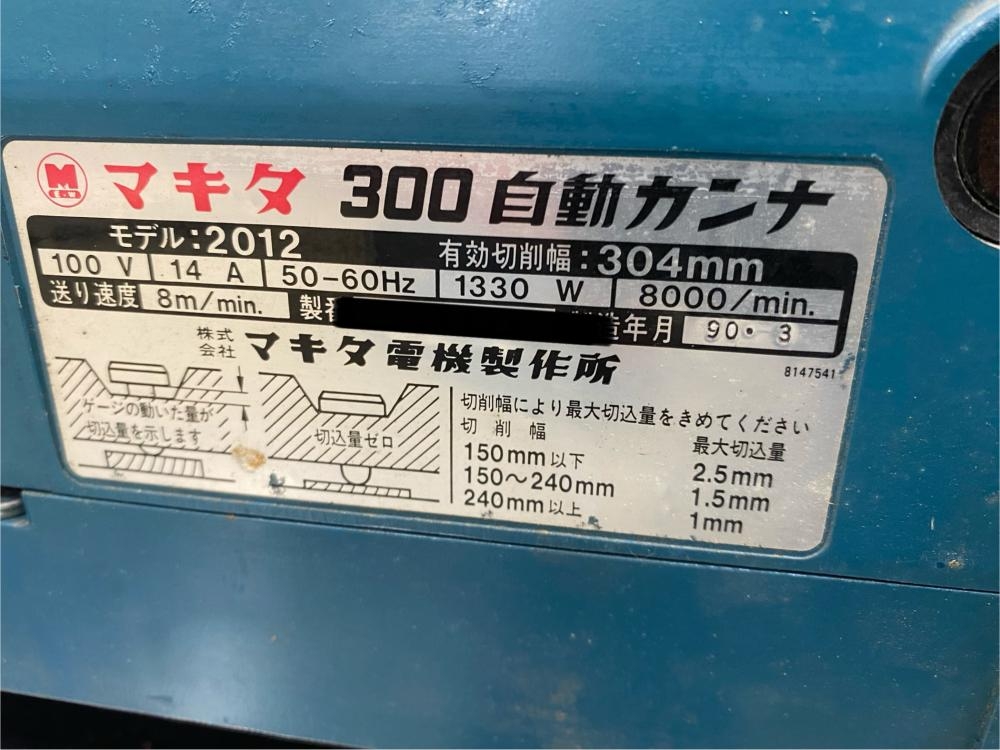 M
E.W
マキタ 300 自動カンナ
モデル:2012 有効切削幅:304mm
100 V 14 A 50-60Hz 1330 W 8000/min.
送り速度 8m/min. 製番 製造年月 90・3
株式会社 マキタ電機製作所
8147541
ケージの動いた量が
切込量を示します
切込量ゼロ
切削幅により最大切込量をきめてください
切削幅 最大切込量
150mm以下 2.5mm
150〜240mm 1.5mm
240mm以上 1mm